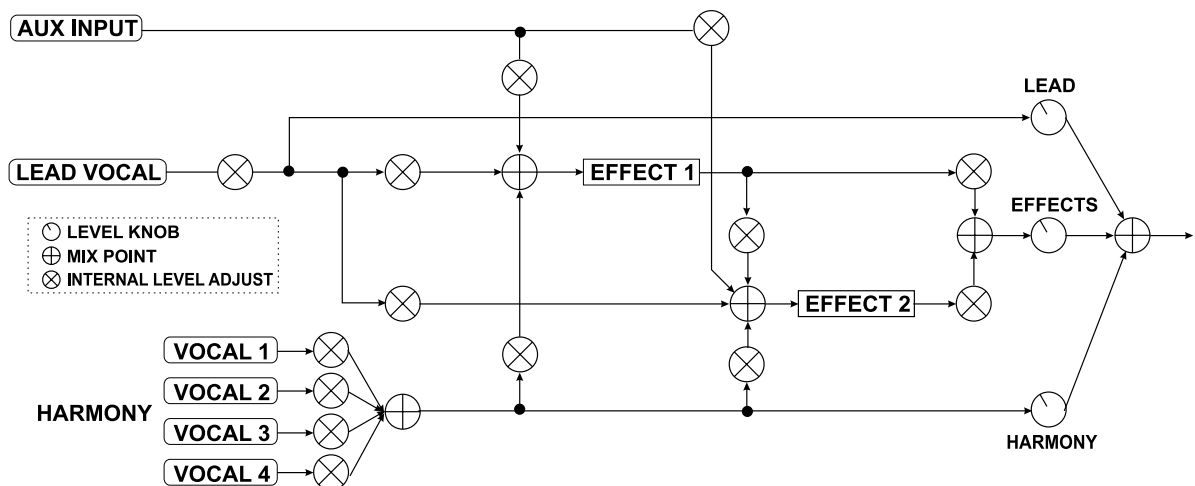 AUX INPUT
LEAD
LEAD VOCAL
EFFECT 1
EFFECTS
LEVEL KNOB
MIX POINT
INTERNAL LEVEL ADJUST
EFFECT 2
VOCAL 1
VOCAL 2
HARMONY
VOCAL 3
VOCAL 4
HARMONY